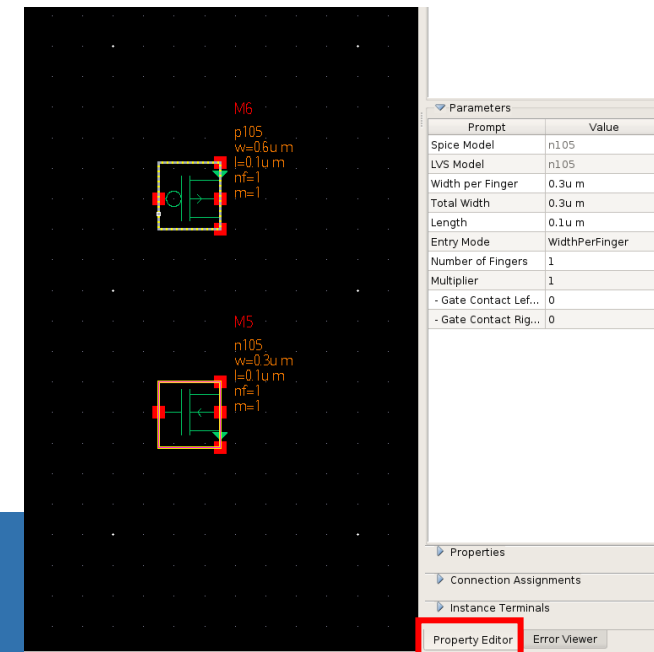 M6
p105
w=0.6u m
l=0.1u m
nf=1
m=1
M5
n105
w=0.3u m
l=0.1u m
nf=1
m=1
Parameters
Prompt Value
Spice Model n105
LVS Model n105
Width per Finger 0.3u m
Total Width 0.3u m
Length 0.1u m
Entry Mode WidthPerFinger
Number of Fingers 1
Multiplier 1
- Gate Contact Lef... 0
- Gate Contact Rig... 0
Properties
Connection Assignments
Instance Terminals
Property Editor Error Viewer